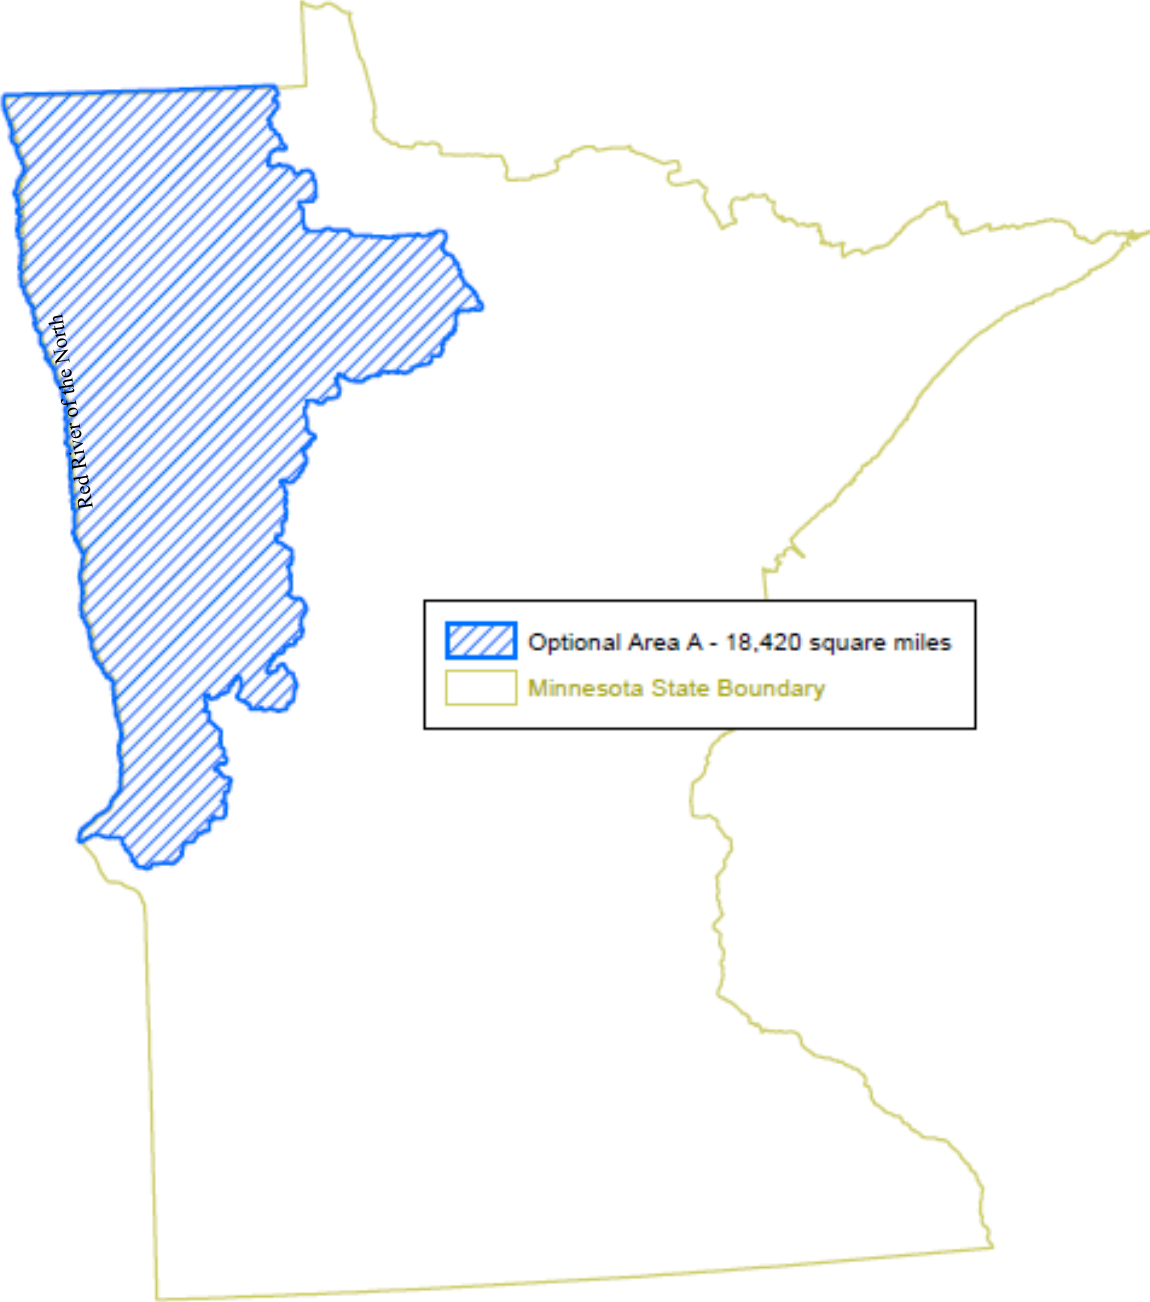 Red River of the North
Optional Area A - 18,420 square miles
Minnesota State Boundary